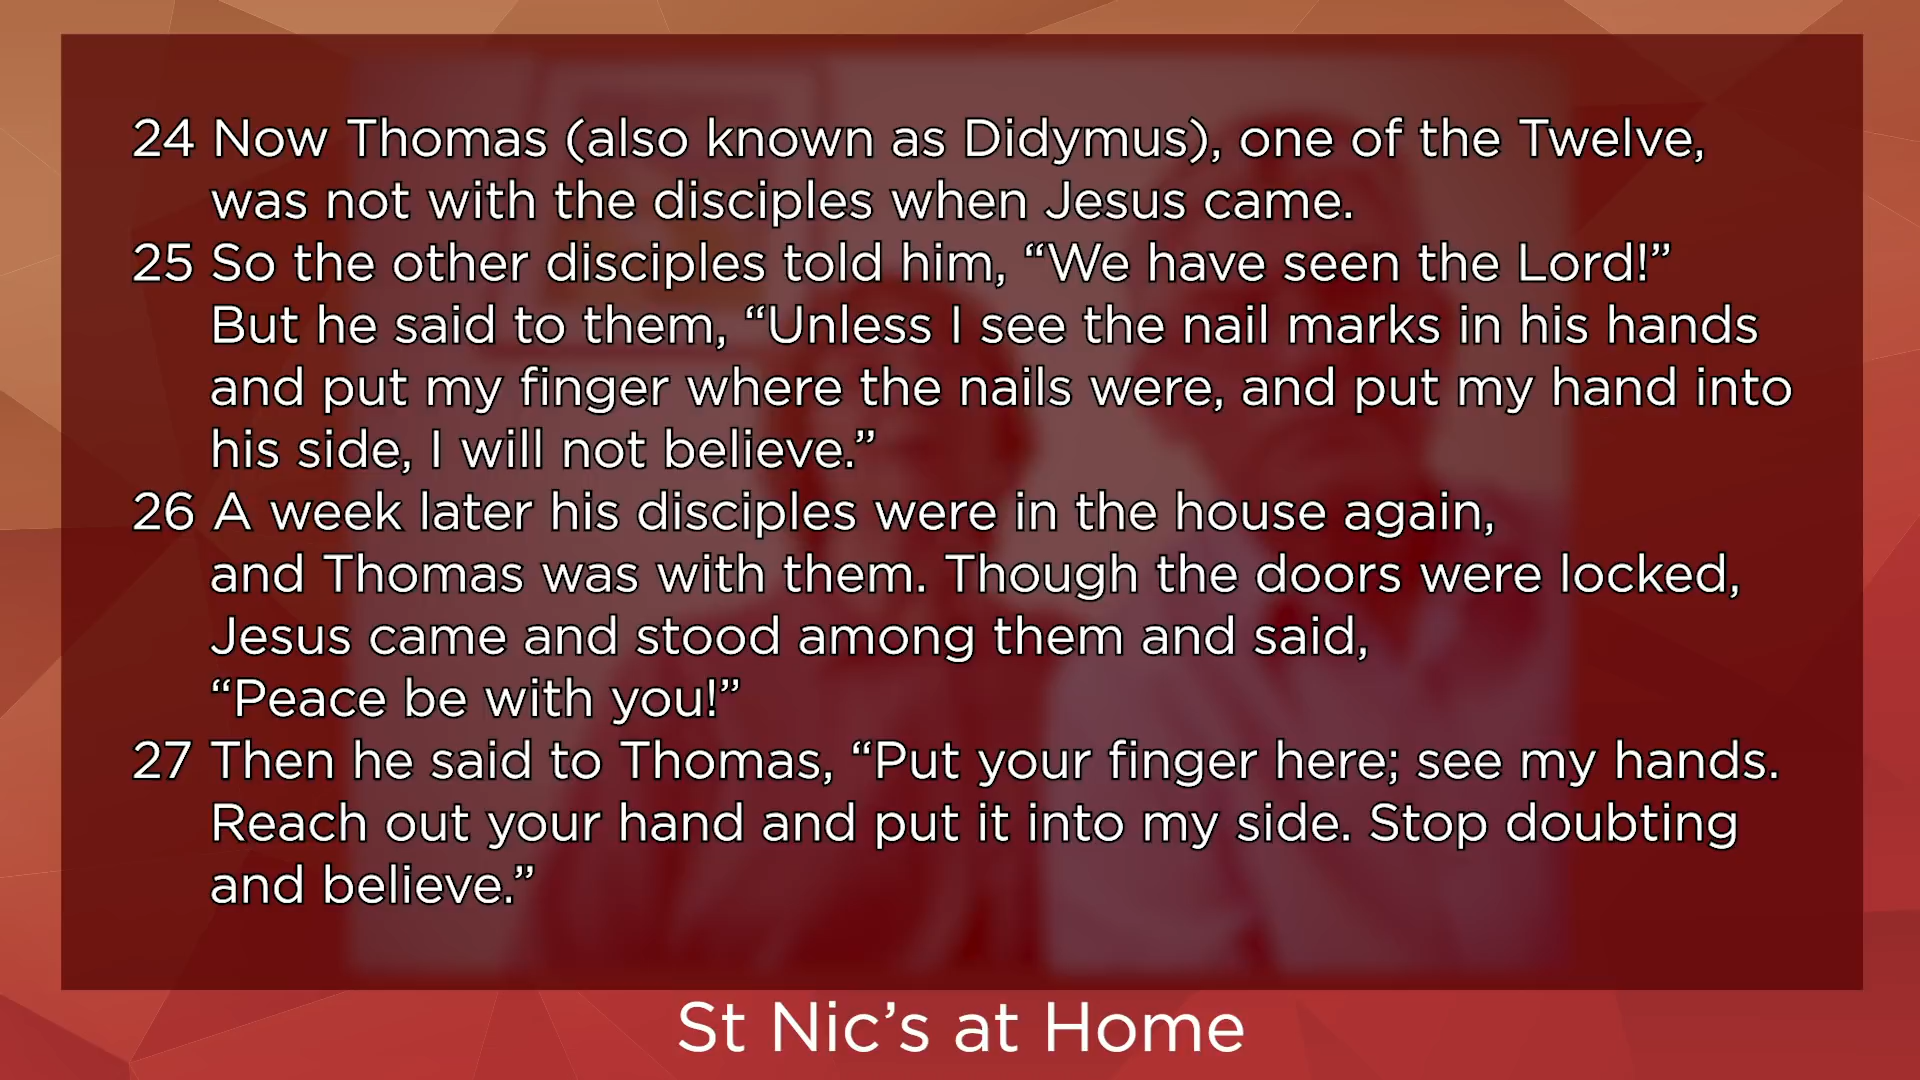 24 Now Thomas (also known as Didymus), one of the Twelve,
was not with the disciples when Jesus came.
25 So the other disciples told him, “We have seen the Lord!”
But he said to them, “Unless I see the nail marks in his hands
and put my finger where the nails were, and put my hand into
his side, I will not believe.”
26 A week later his disciples were in the house again,
and Thomas was with them. Though the doors were locked,
Jesus came and stood among them and said,
“Peace be with you!”
27 Then he said to Thomas, “Put your finger here; see my hands.
Reach out your hand and put it into my side. Stop doubting
and believe.”
St Nic’s at Home